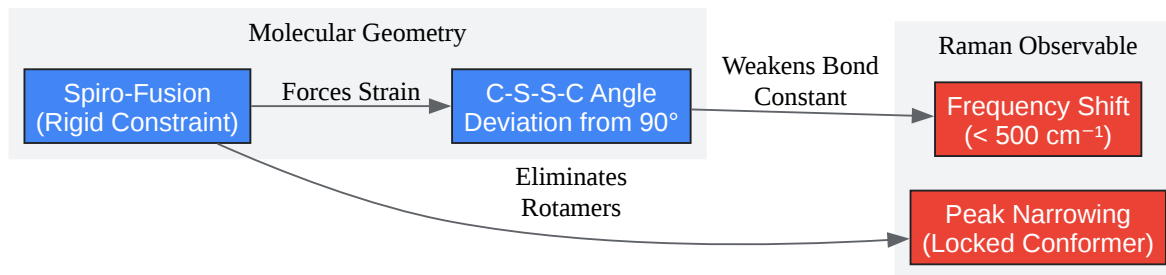 Molecular Geometry
Spiro-Fusion
(Rigid Constraint)
Forces Strain
C-S-S-C Angle
Deviation from 90°
Weakens Bond
Constant
Raman Observable
Frequency Shift
(< 500 cm⁻¹)
Eliminates
Rotamers
Peak Narrowing
(Locked Conformer)